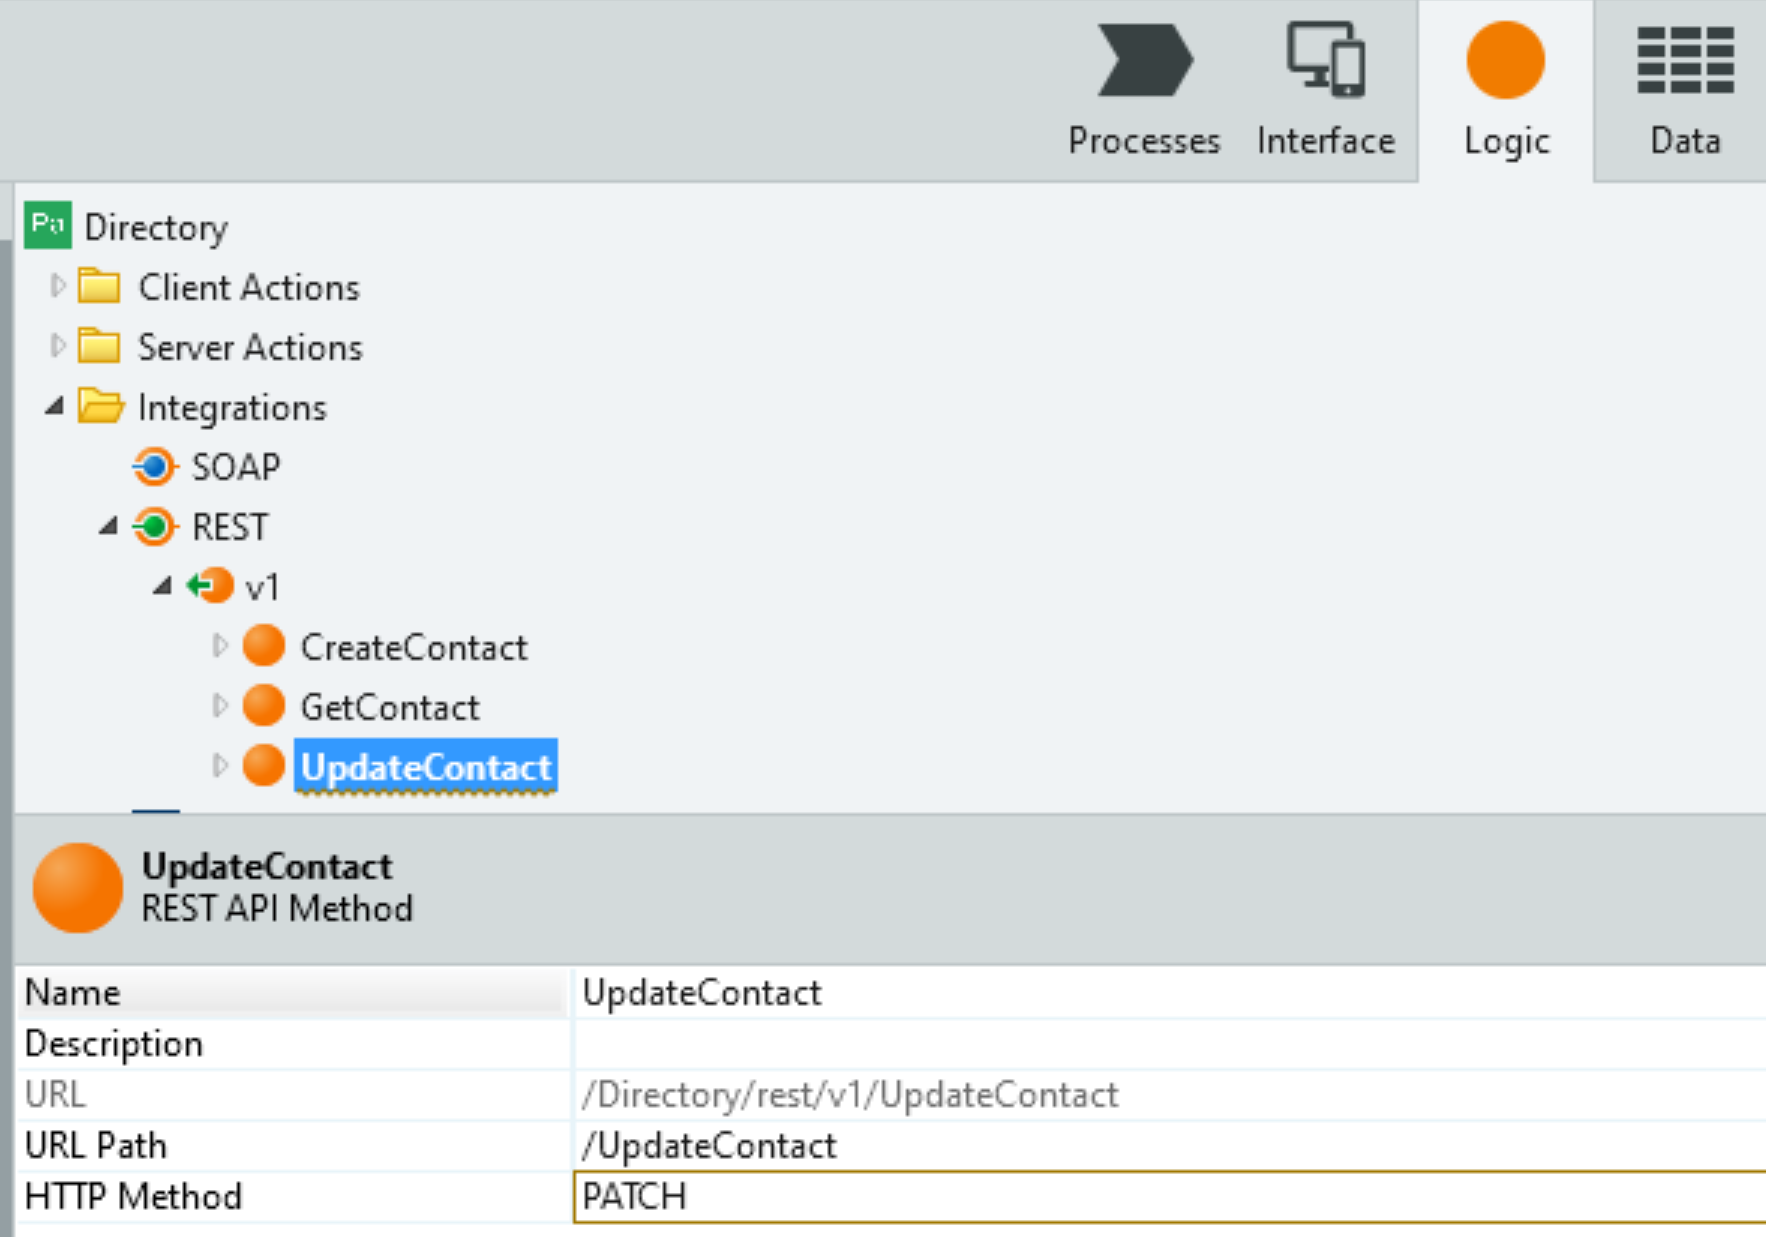 Processes Interface Logic Data
Directory
Client Actions
Server Actions
Integrations
SOAP
REST
v1
CreateContact
GetContact
UpdateContact
UpdateContact
REST API Method
Name UpdateContact
Description
URL /Directory/rest/v1/UpdateContact
URL Path /UpdateContact
HTTP Method PATCH